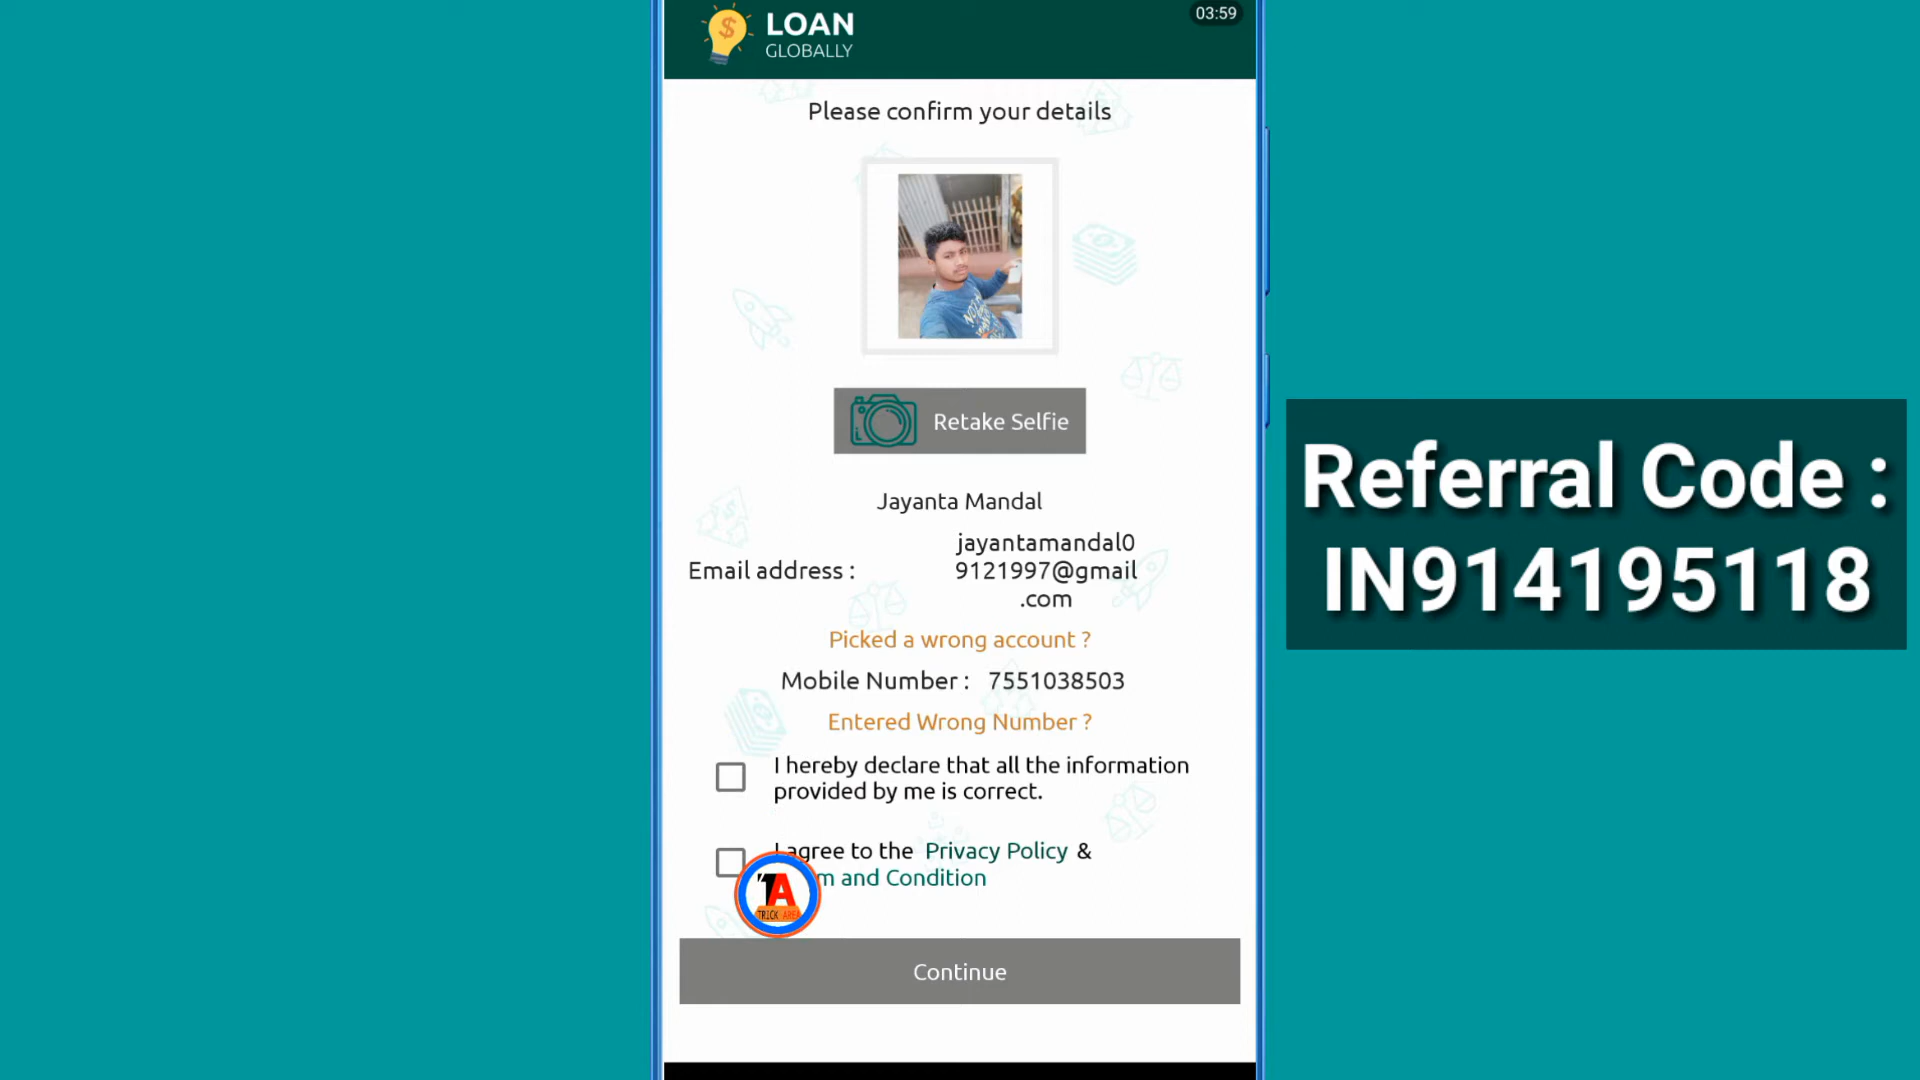 LOAN
GLOBALLY
03:59
Please confirm your details
Retake Selfie
Jayanta Mandal
Email address :
jayantamandal0
9121997@gmail
.com
Picked a wrong account ?
Mobile Number : 7551038503
Entered Wrong Number ?
I hereby declare that all the information
provided by me is correct.
I agree to the Privacy Policy &
and Condition
TRICK AREA
Continue
Referral Code :
IN914195118